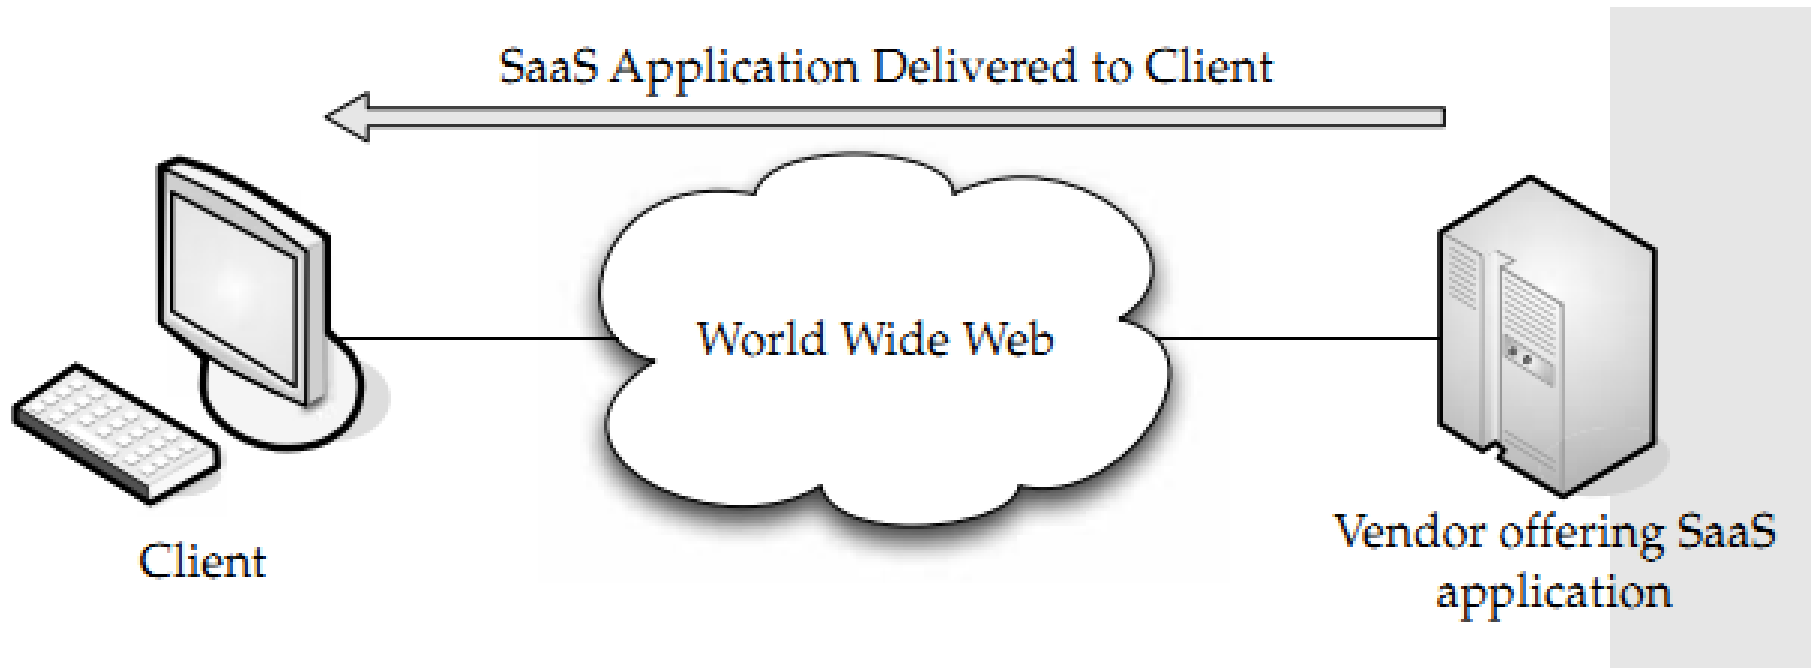 SaaS Application Delivered to Client
World Wide Web
Client
Vendor offering SaaS
application